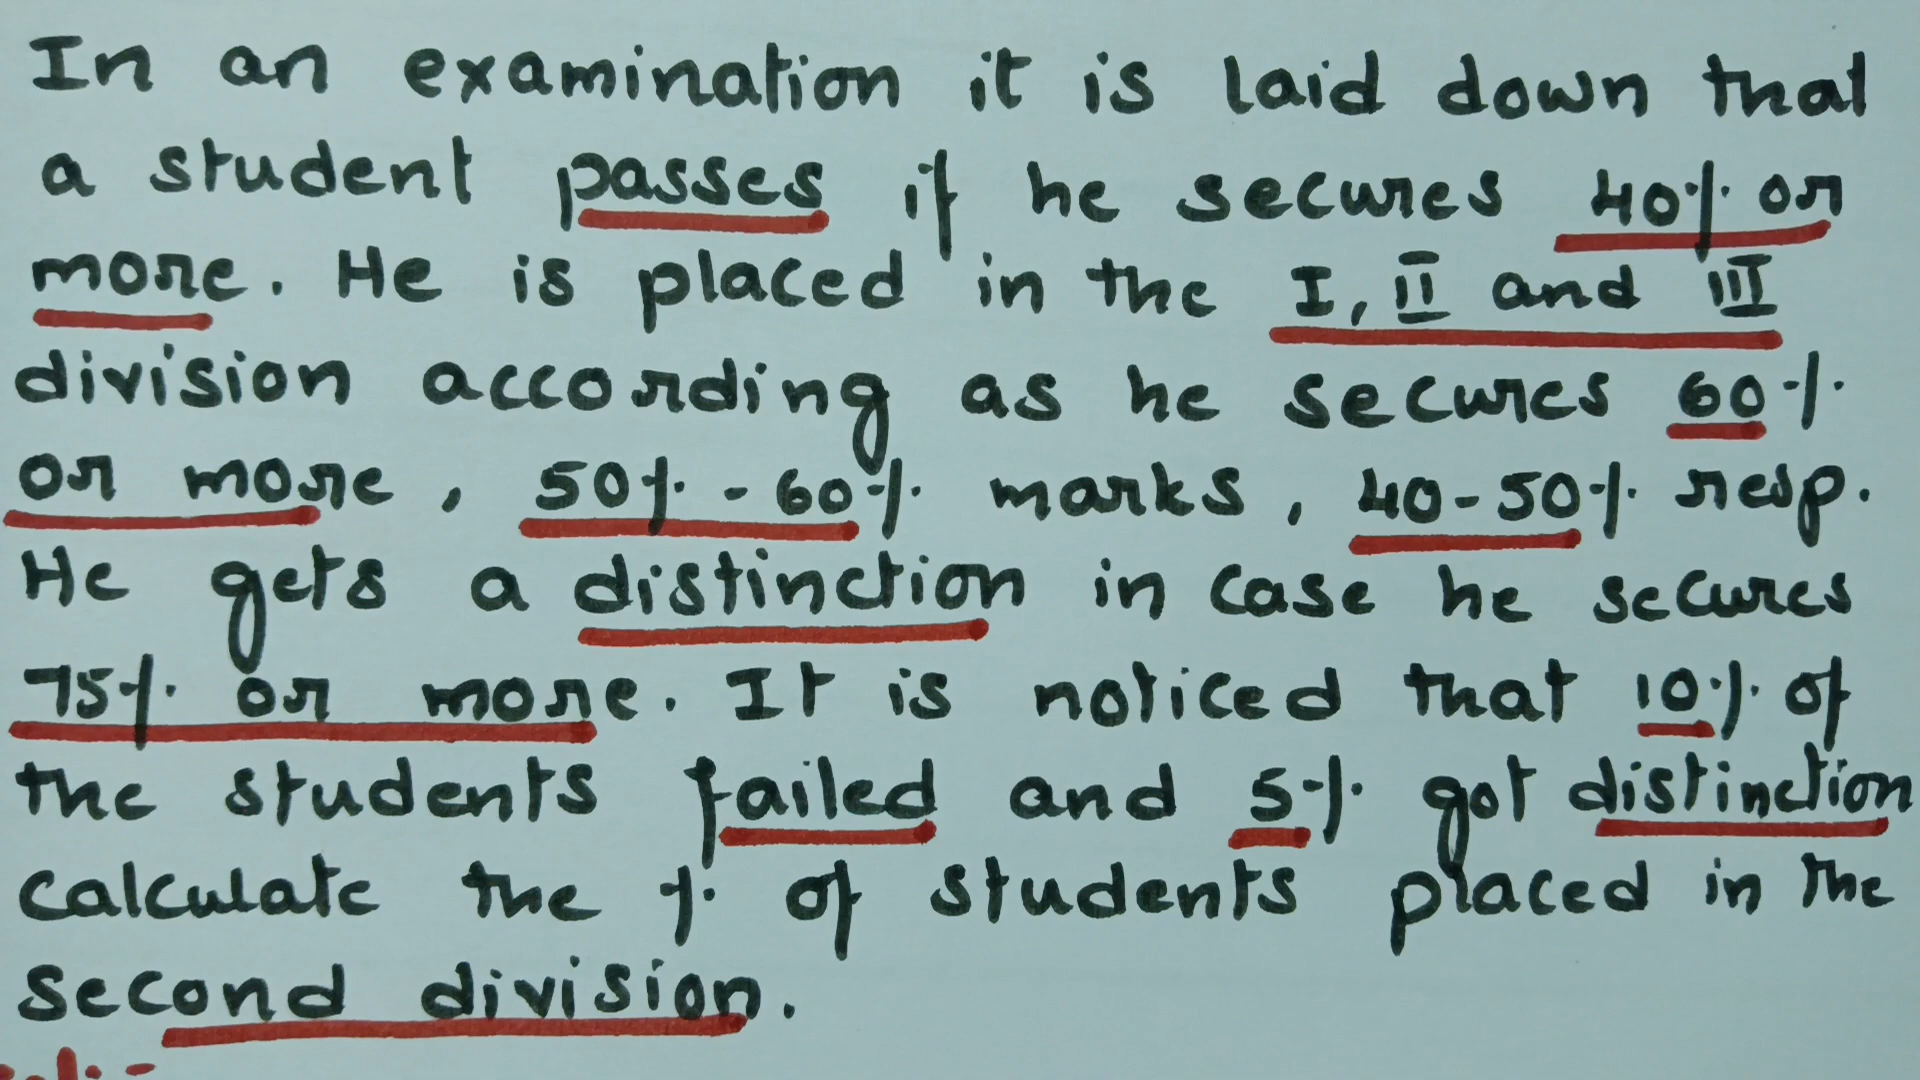 In an examination it is laid down that
a student passes if he secures 40% or
more. He is placed in the I, II and III
division according as he secures 60%
or more, 50% - 60% marks, 40-50% resp.
He gets a distinction in case he secures
75% or more. It is noticed that 10% of
the students failed and 5% got distinction
calculate the % of students placed in the
second division.